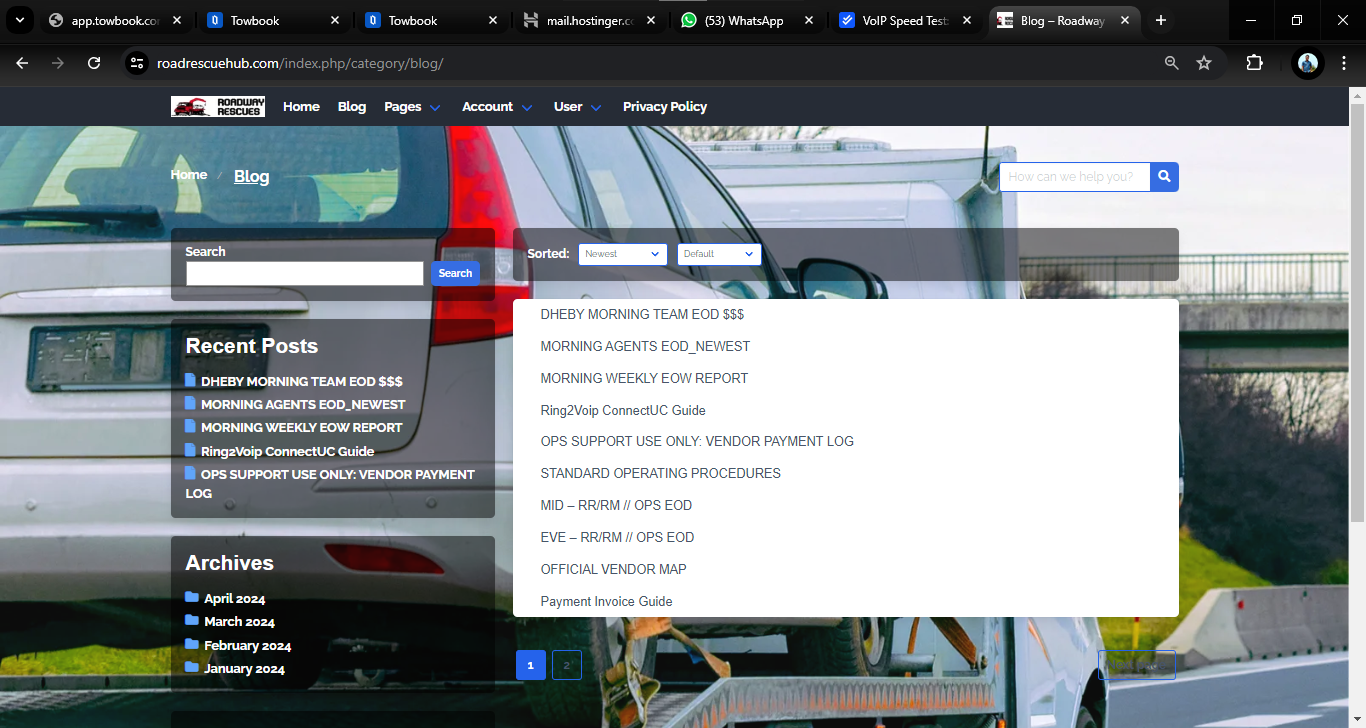 app.towbook.co
Towbook
Towbook
mail.hostinger.c
(53) WhatsApp
VoIP Speed Test
Blog – Roadway
roadrescuehub.com/index.php/category/blog/
ROADWAY
RESCUES
Home
Blog
Pages
Account
User
Privacy Policy
Home / Blog
How can we help you?
Search
Search
Sorted:
Newest
Default
Recent Posts
DHEBY MORNING TEAM EOD $$$
MORNING AGENTS EOD_NEWEST
MORNING WEEKLY EOW REPORT
Ring2Voip ConnectUC Guide
OPS SUPPORT USE ONLY: VENDOR PAYMENT
LOG
Archives
April 2024
March 2024
February 2024
January 2024
DHEBY MORNING TEAM EOD $$$
MORNING AGENTS EOD_NEWEST
MORNING WEEKLY EOW REPORT
Ring2Voip ConnectUC Guide
OPS SUPPORT USE ONLY: VENDOR PAYMENT LOG
STANDARD OPERATING PROCEDURES
MID – RR/RM // OPS EOD
EVE – RR/RM // OPS EOD
OFFICIAL VENDOR MAP
Payment Invoice Guide
1
2